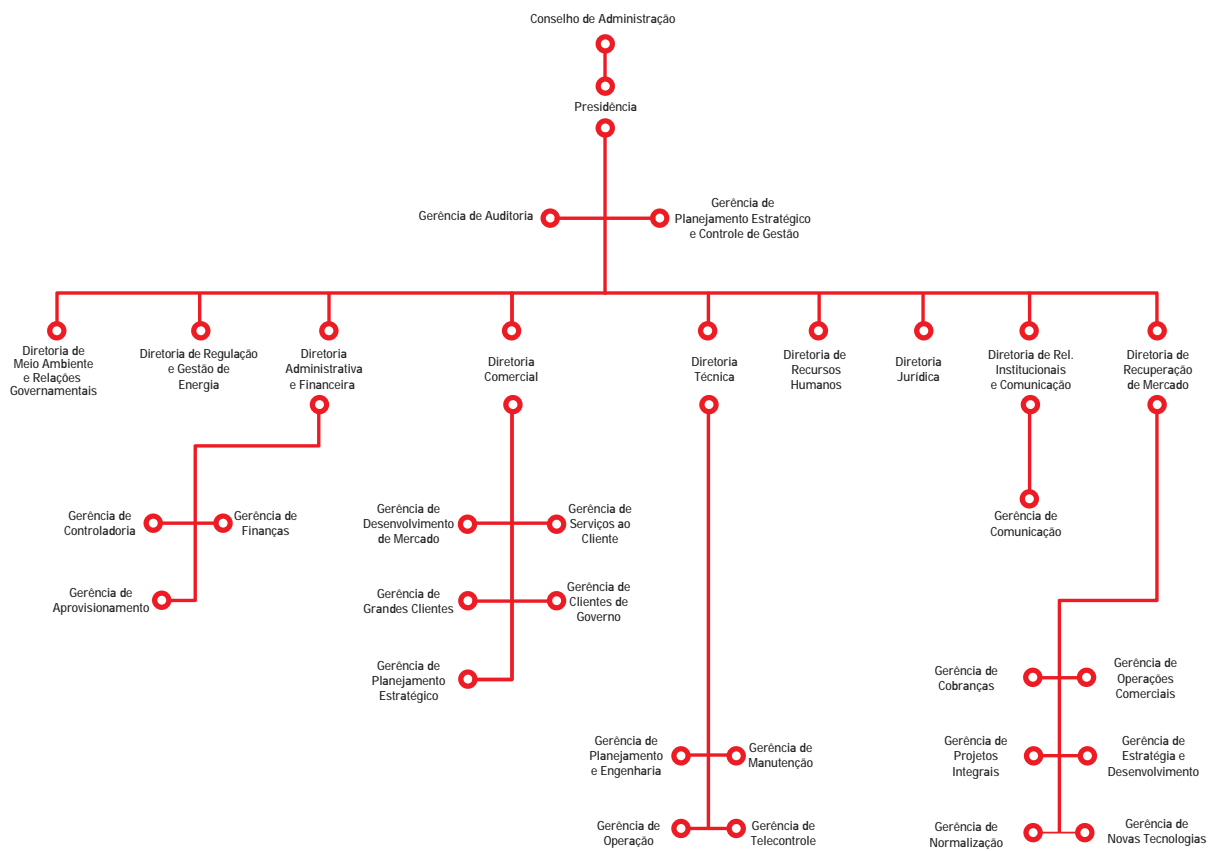 Conselho de Administração
Presidência
Gerência de Auditoria
Gerência de
Planejamento Estratégico
e Controle de Gestão
Diretoria de
Meio Ambiente
e Relações
Governamentais
Diretoria de Regulação
e Gestão de
Energia
Diretoria
Administrativa
e Financeira
Diretoria
Comercial
Diretoria
Técnica
Diretoria de
Recursos
Humanos
Diretoria
Jurídica
Diretoria de Rel.
Institucionais
e Comunicação
Diretoria de
Recuperação
de Mercado
Gerência de
Controladoria
Gerência de
Finanças
Gerência de
Aprovisionamento
Gerência de
Desenvolvimento
de Mercado
Gerência de
Serviços ao
Cliente
Gerência de
Grandes Clientes
Gerência de
Clientes de
Governo
Gerência de
Planejamento
Estratégico
Gerência de
Planejamento
e Engenharia
Gerência de
Manutenção
Gerência de
Operação
Gerência de
Telecontrole
Gerência de
Comunicação
Gerência de
Cobranças
Gerência de
Operações
Comerciais
Gerência de
Projetos
Integrais
Gerência de
Estratégia e
Desenvolvimento
Gerência de
Normalização
Gerência de
Novas Tecnologias